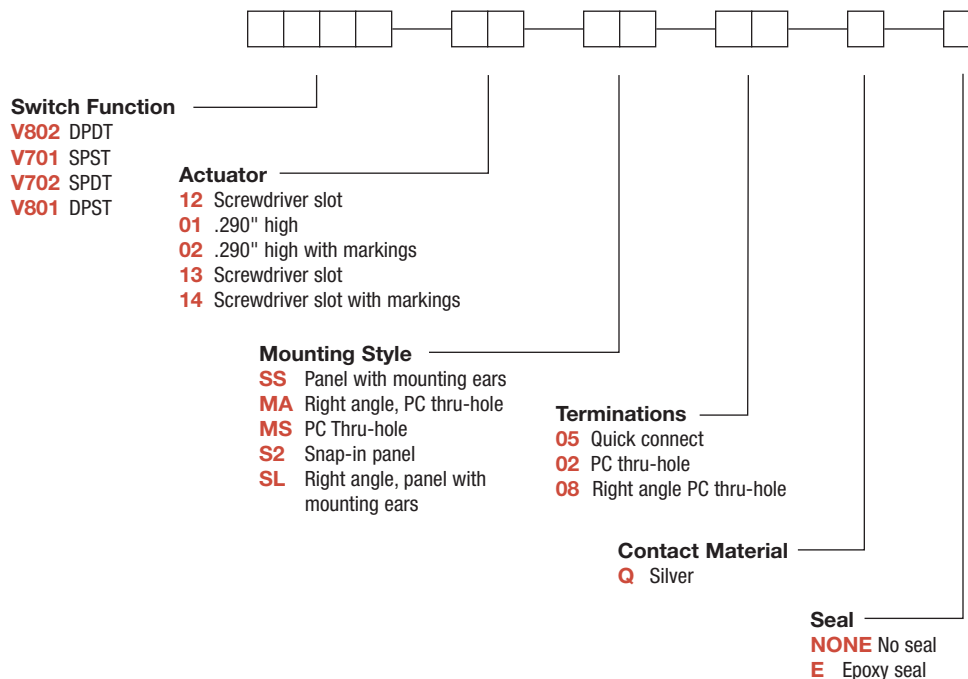 Switch Function
V802 DPDT
V701 SPST
V702 SPDT
V801 DPST
Actuator
12 Screwdriver slot
01 .290" high
02 .290" high with markings
13 Screwdriver slot
14 Screwdriver slot with markings
Mounting Style
SS Panel with mounting ears
MA Right angle, PC thru-hole
MS PC Thru-hole
S2 Snap-in panel
SL Right angle, panel with
mounting ears
Terminations
05 Quick connect
02 PC thru-hole
08 Right angle PC thru-hole
Contact Material
Q Silver
Seal
NONE No seal
E Epoxy seal